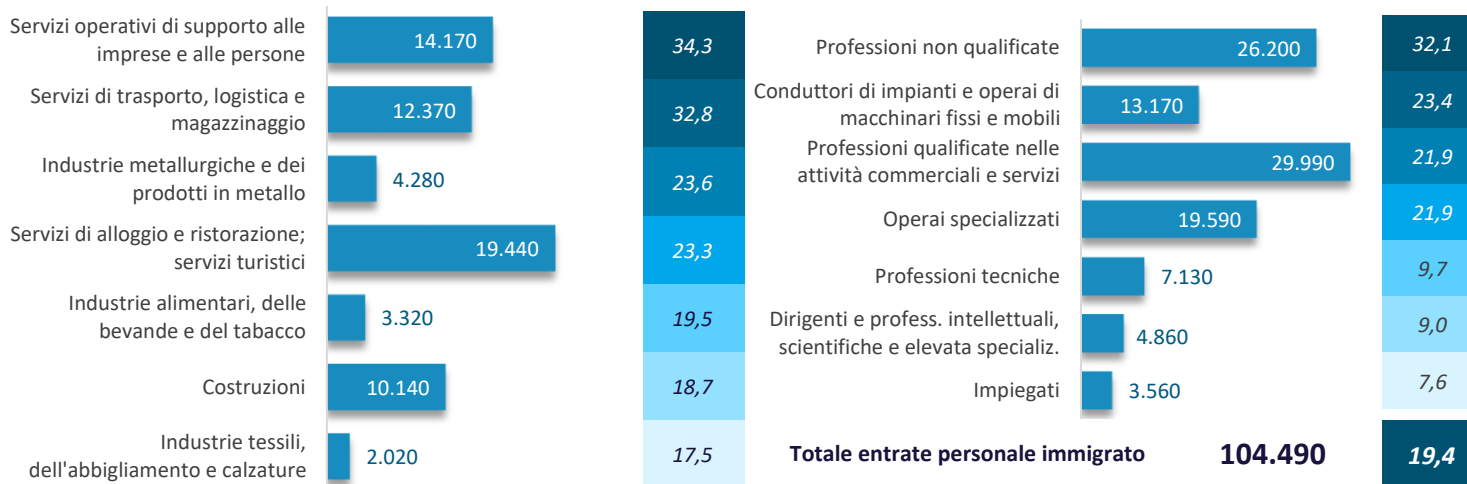 Servizi operativi di supporto alle
imprese e alle persone
14.170
34,3
Servizi di trasporto, logistica e
magazzinaggio
12.370
32,8
Industrie metallurgiche e dei
prodotti in metallo
4.280
23,6
Servizi di alloggio e ristorazione;
servizi turistici
19.440
23,3
Industrie alimentari, delle
bevande e del tabacco
3.320
19,5
Costruzioni
10.140
18,7
Industrie tessili,
dell'abbigliamento e calzature
2.020
17,5
Professioni non qualificate
26.200
32,1
Conduttori di impianti e operai di
macchinari fissi e mobili
13.170
23,4
Professioni qualificate nelle
attività commerciali e servizi
29.990
21,9
Operai specializzati
19.590
21,9
Professioni tecniche
7.130
9,7
Dirigenti e profess. intellettuali,
scientifiche e elevata specializ.
4.860
9,0
Impiegati
3.560
7,6
Totale entrate personale immigrato 104.490 19,4